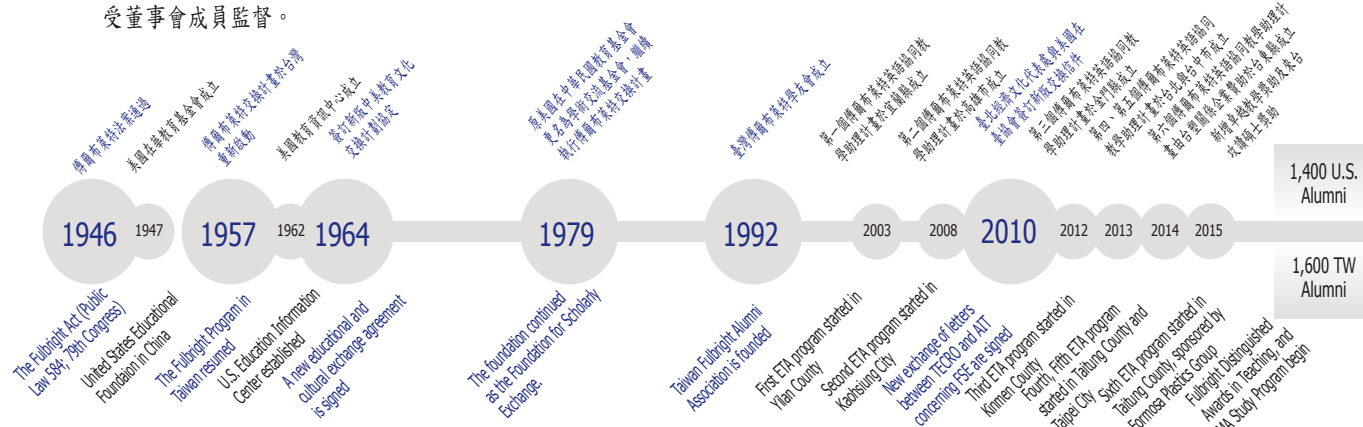 受董事會成員監督。
傅爾布萊特法案通過
美國在華教育基金會成立
傅爾布萊特交換計畫於台灣
重新啟動
美國教育資訊中心成立
簽訂新版中美教育文化
交換計劃協定
原美國在中華民國教育基金會
更名為學術交流基金會，繼續
執行傅爾布萊特交換計畫
臺灣傅爾布萊特學友會成立
第一個傅爾布萊特英語協同教
學助理計畫於宜蘭縣成立
第二個傅爾布萊特英語協同教
學助理計畫於高雄市成立
臺北經濟文化代表處與美國在
臺協會簽訂新版交換信件
第三個傅爾布萊特英語協同教
學助理計畫於金門縣成立
第四、第五個傅爾布萊特英語協同
教學助理計畫於台北與台中市成立
第六個傅爾布萊特英語協同教學助理計
畫由台塑關係企業贊助於台東縣成立
新增卓越教學獎助及來台
攻讀碩士獎助
1946
1947
1957
1962
1964
1979
1992
2003
2008
2010
2012
2013
2014
2015
1,400 U.S.
Alumni
1,600 TW
Alumni
The Fulbright Act (Public
Law 584; 79th Congress)
United States Educational
Foundaion in China
The Fulbright Program in
Taiwan resumed
U.S. Education Information
Center established
A new educational and
cultural exchange agreement
is signed
The foundation continued
as the Foundation for Scholarly
Exchange.
Taiwan Fulbright Alumni
Association is founded
First ETA program started in
Yilan County
Second ETA program started in
Kaohsiung City
New exchange of letters
between TECRO and AIT
concerning FSE are signed
Third ETA program started in
Kinmen County
Fourth, Fifth ETA program
started in Taitung County and
Taipei City
Sixth ETA program started in
Taitung County, sponsored by
Formosa Plastics Group
Fulbright Distinguished
Awards in Teaching, and
MA Study Program begin